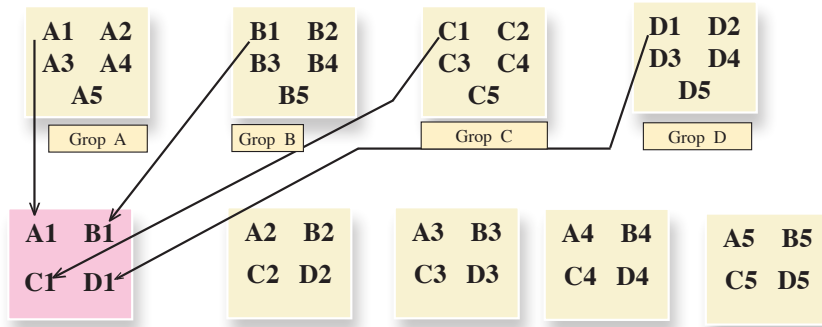 A1 A2
A3 A4
A5
Grop A
B1 B2
B3 B4
B5
Grop B
C1 C2
C3 C4
C5
Grop C
D1 D2
D3 D4
D5
Grop D
A1 B1
C1 D1
A2 B2
C2 D2
A3 B3
C3 D3
A4 B4
C4 D4
A5 B5
C5 D5